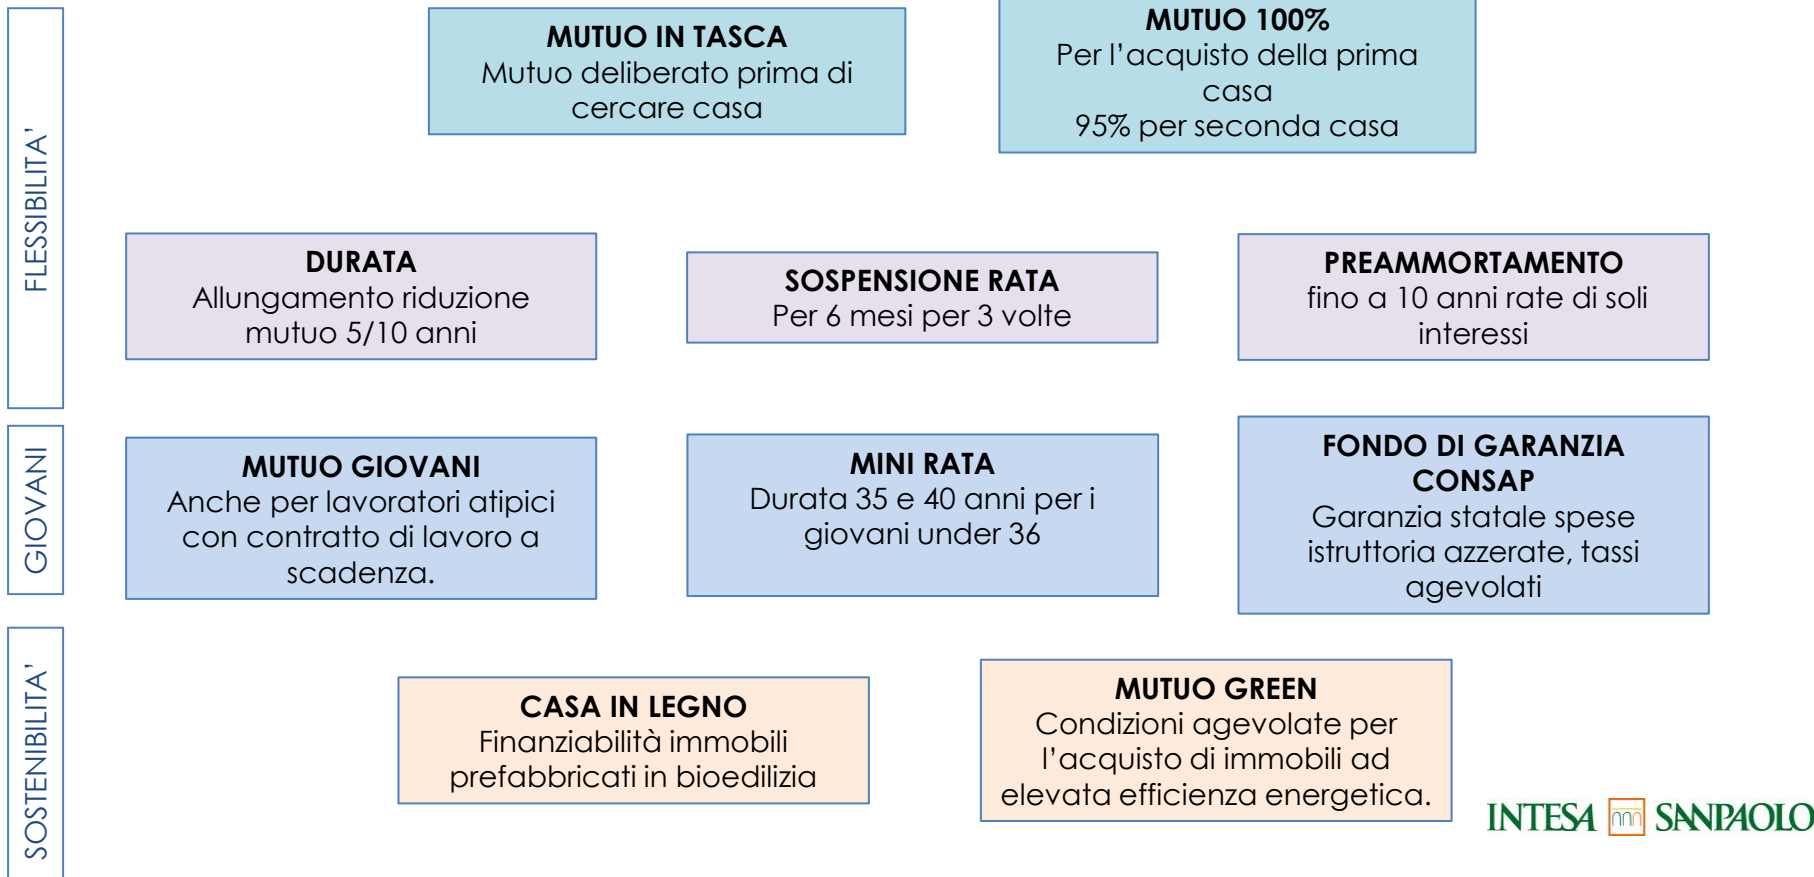 FLESSIBILITA'
MUTUO IN TASCA
Mutuo deliberato prima di
cercare casa
MUTUO 100%
Per l'acquisto della prima
casa
95% per seconda casa
DURATA
Allungamento riduzione
mutuo 5/10 anni
SOSPENSIONE RATA
Per 6 mesi per 3 volte
PREAMMORTAMENTO
fino a 10 anni rate di soli
interessi
GIOVANI
MUTUO GIOVANI
Anche per lavoratori atipici
con contratto di lavoro a
scadenza.
MINI RATA
Durata 35 e 40 anni per i
giovani under 36
FONDO DI GARANZIA
CONSAP
Garanzia statale spese
istruttoria azzerate, tassi
agevolati
SOSTENIBILITA'
CASA IN LEGNO
Finanziabilità immobili
prefabbricati in bioedilizia
MUTUO GREEN
Condizioni agevolate per
l'acquisto di immobili ad
elevata efficienza energetica.
INTESA SANPAOLO